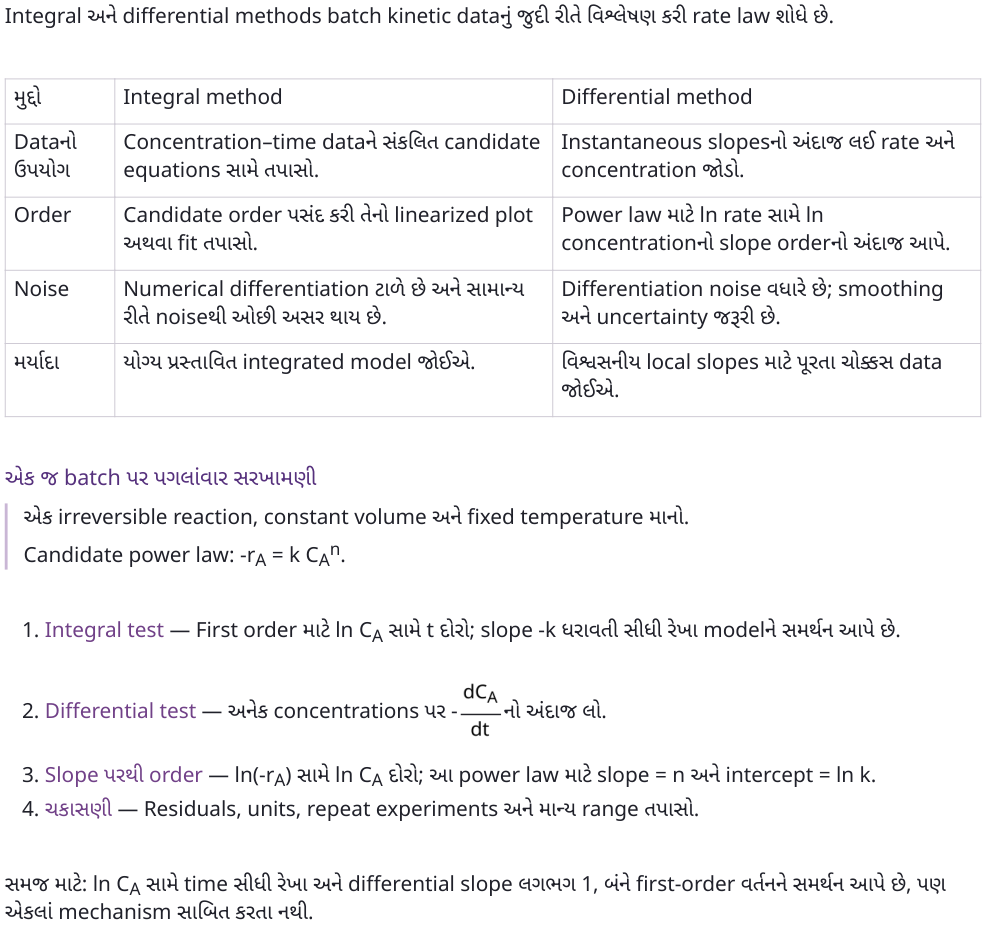 Integral અને differential methods batch kinetic dataનું જુદી રીતે વિશ્લેષણ કરી rate law શોધે છે.
મુદ્દો	Integral method	Differential method
Dataનો ઉપયોગ	Concentration–time dataને સંકલિત candidate equations સામે તપાસો.	Instantaneous slopesનો અંદાજ લઈ rate અને concentration જોડો.
Order	Candidate order પસંદ કરી તેનો linearized plot અથવા fit તપાસો.	Power law માટે ln rate સામે ln concentrationનો slope orderનો અંદાજ આપે.
Noise	Numerical differentiation ટાળે છે અને સામાન્ય રીતે noiseથી ઓછી અસર થાય છે.	Differentiation noise વધારે છે; smoothing અને uncertainty જરૂરી છે.
મર્યાદા	યોગ્ય પ્રસ્તાવિત integrated model જોઈએ.	વિશ્વસનીય local slopes માટે પૂરતા ચોક્કસ data જોઈએ.
એક જ batch પર પગલાંવાર સરખામણી
એક irreversible reaction, constant volume અને fixed temperature માનો.
Candidate power law: -r_A = k C_A^n.
1. Integral test — First order માટે ln C_A સામે t દોરો; slope -k ધરાવતી સીધી રેખા modelને સમર્થન આપે છે.
2. Differential test — અનેક concentrations પર -dC_A/dtનો અંદાજ લો.
3. Slope પરથી order — ln(-r_A) સામે ln C_A દોરો; આ power law માટે slope = n અને intercept = ln k.
4. ચકાસણી — Residuals, units, repeat experiments અને માન્ય range તપાસો.
સમજ માટે: ln C_A સામે time સીધી રેખા અને differential slope લગભગ 1, બંને first-order વર્તનને સમર્થન આપે છે, પણ
એકલાં mechanism સાબિત કરતા નથી.